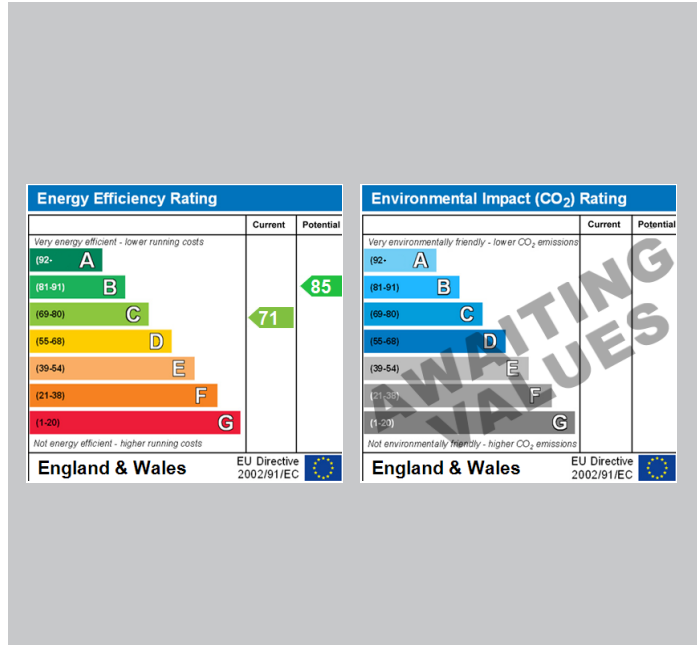 Energy Efficiency Rating
Current Potential
Very energy efficient - lower running costs
(92- A
(81-91) B
85
(69-80) C
71
(55-68) D
(39-54) E
(21-38) F
(1-20) G
Not energy efficient - higher running costs
England & Wales
EU Directive
2002/91/EC
Environmental Impact (CO2) Rating
Current Potential
Very environmentally friendly - lower CO2 emissions
(92- A
(81-91) B
(69-80) C
(55-68) D
(39-54) E
(21-38) F
(1-20) G
AWAITING
VALUES
Not environmentally friendly - higher CO2 emissions
England & Wales
EU Directive
2002/91/EC